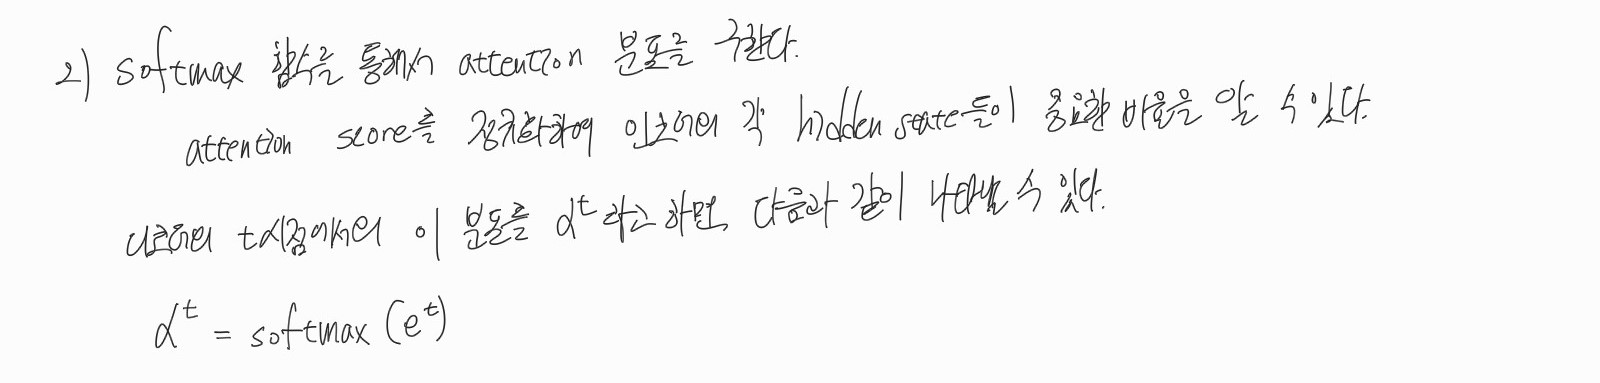 2) softmax 함수를 통해서 attention 분포를 구한다.
attention score를 정규화하여 인코더의 각 hidden state들이 중요한 비율을 알 수 있다.
디코더의 t시점에서의 이 분포를 α^t라고 하면, 다음과 같이 나타낼 수 있다.
α^t = softmax (e^t)